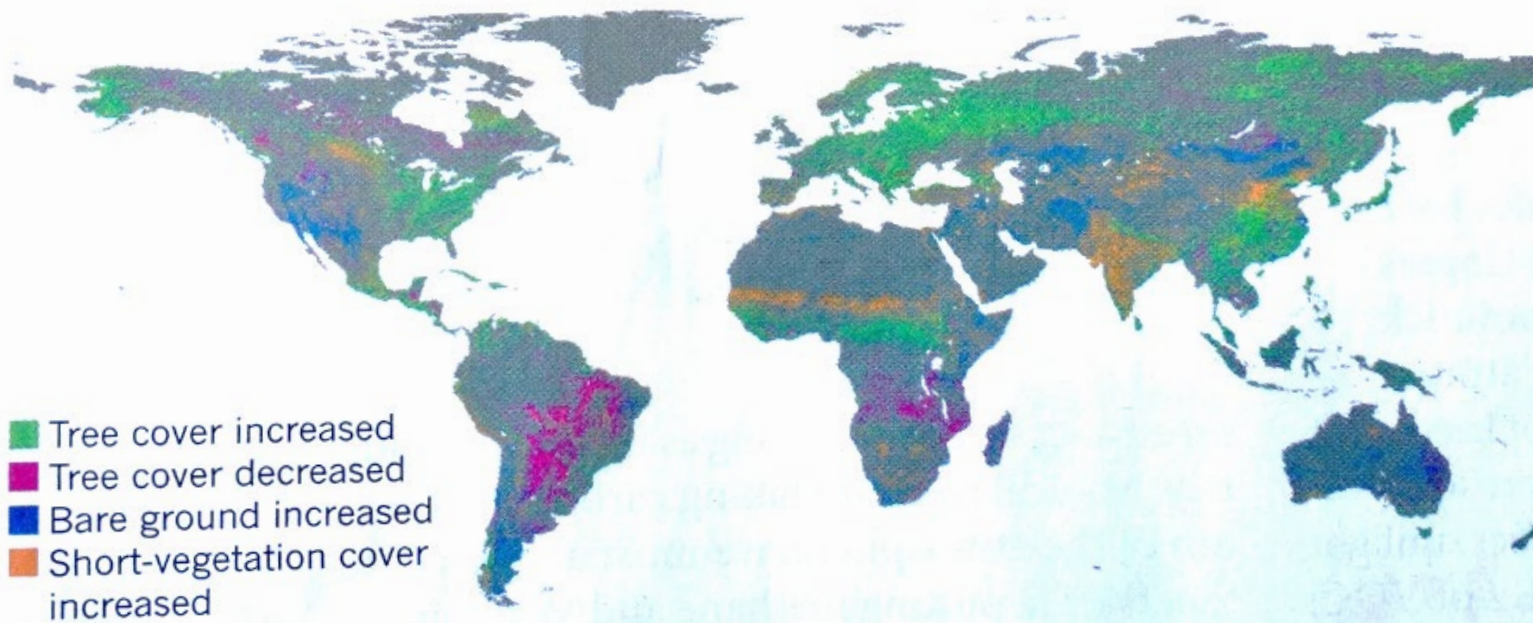 Tree cover increased
Tree cover decreased
Bare ground increased
Short-vegetation cover
increased